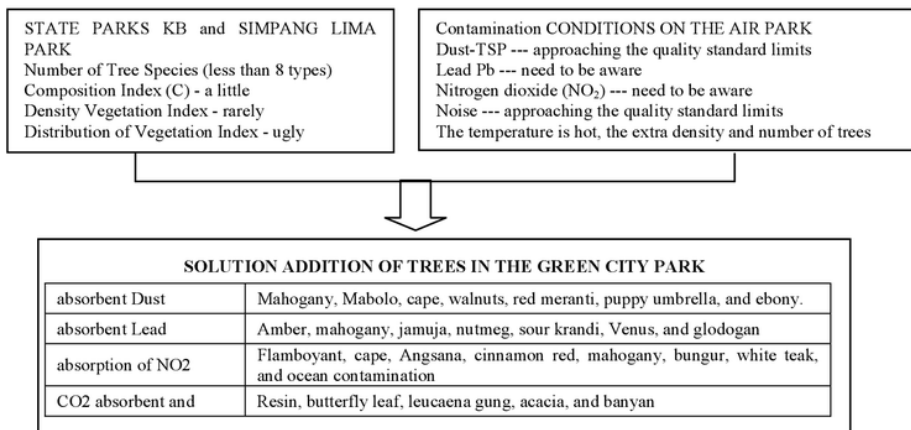 STATE PARKS KB and SIMPANG LIMA
PARK
Number of Tree Species (less than 8 types)
Composition Index (C) - a little
Density Vegetation Index - rarely
Distribution of Vegetation Index - ugly
Contamination CONDITIONS ON THE AIR PARK
Dust-TSP --- approaching the quality standard limits
Lead Pb --- need to be aware
Nitrogen dioxide (NO₂) --- need to be aware
Noise --- approaching the quality standard limits
The temperature is hot, the extra density and number of trees
SOLUTION ADDITION OF TREES IN THE GREEN CITY PARK
absorbent Dust
Mahogany, Mabolo, cape, walnuts, red meranti, puppy umbrella, and ebony.
absorbent Lead
Amber, mahogany, jamuja, nutmeg, sour krandi, Venus, and glodogan
absorption of NO2
Flamboyant, cape, Angsana, cinnamon red, mahogany, bungur, white teak,
and ocean contamination
CO2 absorbent and
Resin, butterfly leaf, leucaena gung, acacia, and banyan